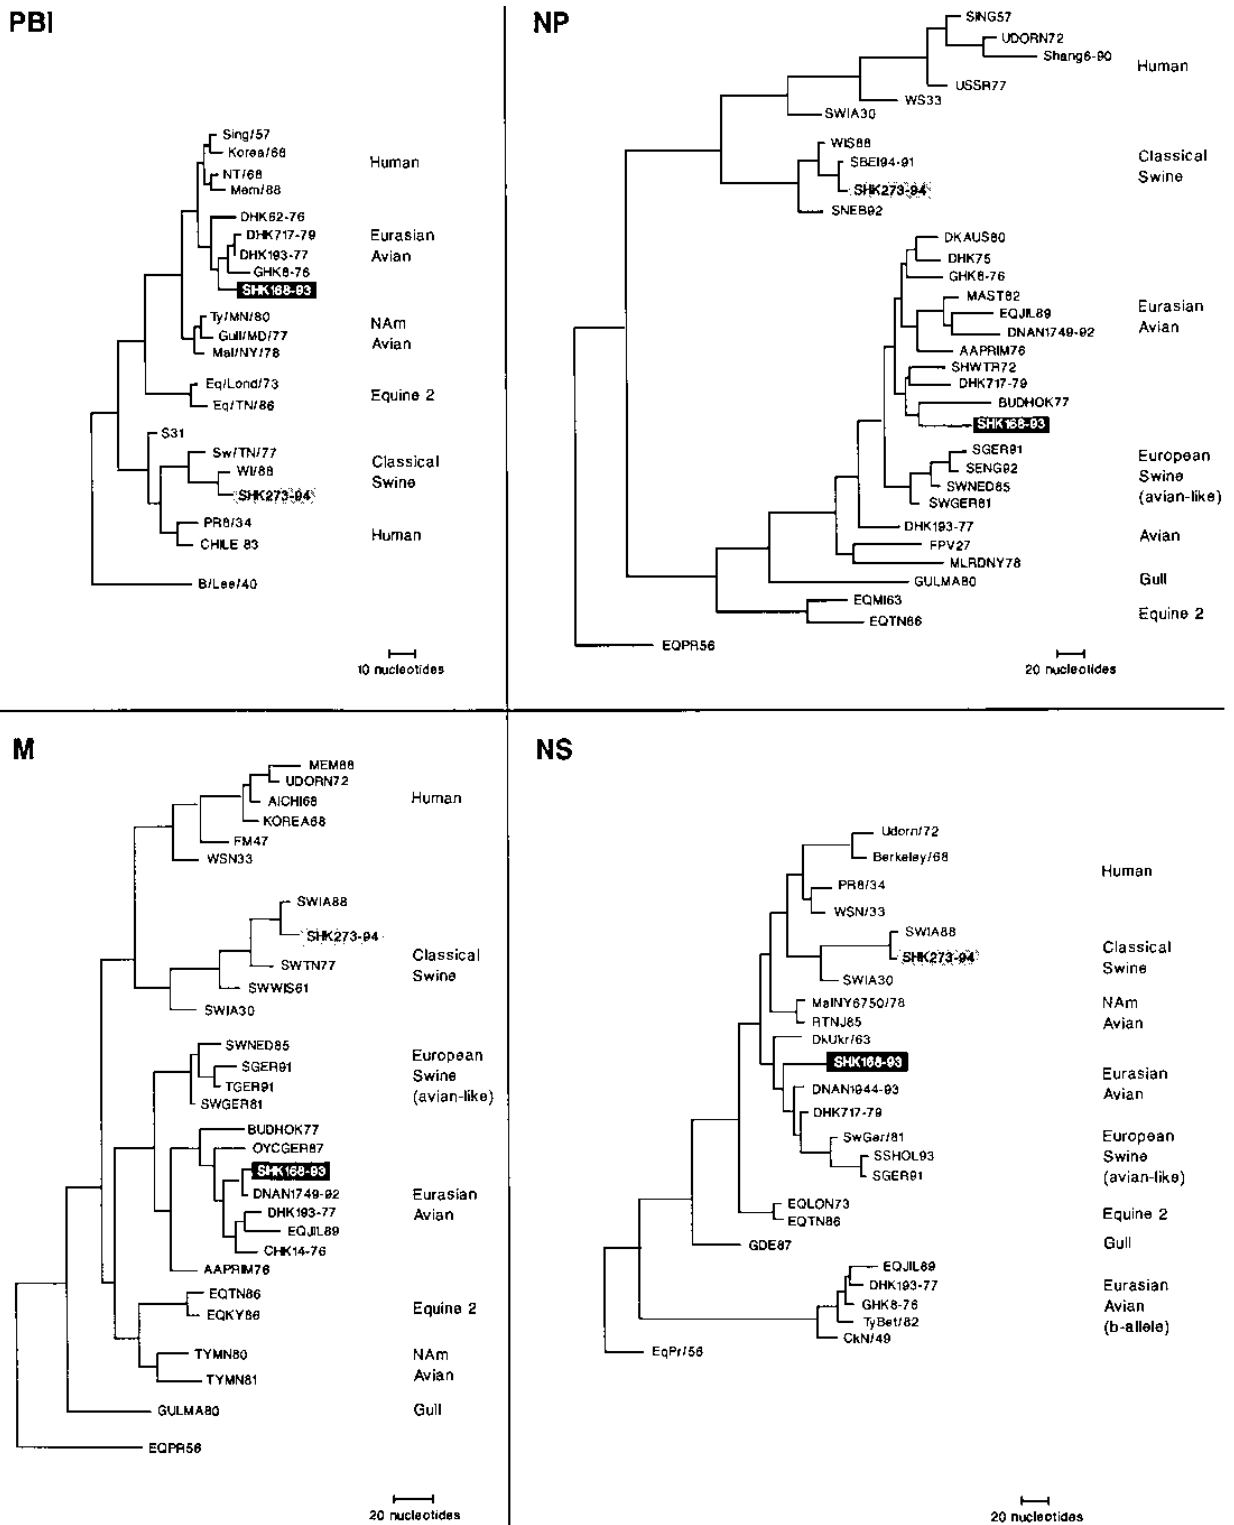 PBI
Sing/57
Korea/68
NT/68
Mem/88
Human
DHK62-76
DHK717-79
DHK193-77
GHK8-76
SHK168-93
Eurasian
Avian
Ty/MN/80
Gull/MD/77
Mal/NY/78
NAm
Avian
Eq/Lond/73
Eq/TN/86
Equine 2
S31
Sw/TN/77
WI/88
SHK273-94
Classical
Swine
PR8/34
CHILE 83
Human
B/Lee/40
10 nucleotides
NP
SING57
UDORN72
Shang6-90
USSR77
WS33
SWIA30
Human
WIS88
SBEI94-91
SHK273-94
SNEB92
Classical
Swine
DKAUS80
DHK75
GHK8-76
MAST82
EQJIL89
DNAN1749-92
AAPRIM76
SHWTR72
DHK717-79
BUDHOK77
SHK168-93
Eurasian
Avian
SGER91
SENG92
SWNED85
SWGER81
European
Swine
(avian-like)
DHK193-77
FPV27
MLRDNY78
Avian
GULMA80
Gull
EQMI63
EQTN86
Equine 2
EQPR56
20 nucleotides
M
MEM88
UDORN72
AICHI68
KOREA68
FM47
WSN33
Human
SWIA88
SHK273-94
SWTN77
SWWIS61
SWIA30
Classical
Swine
SWNED85
SGER91
TGER91
SWGER81
European
Swine
(avian-like)
BUDHOK77
OYCGER87
SHK168-93
DNAN1749-92
DHK193-77
EQJIL89
CHK14-76
AAPRIM76
Eurasian
Avian
EQTN86
EQKY86
Equine 2
TYMN80
TYMN81
NAm
Avian
GULMA80
Gull
EQPR56
20 nucleotides
NS
Udorn/72
Berkeley/68
PR8/34
WSN/33
Human
SWIA88
SHK273-94
SWIA30
Classical
Swine
MalNY6750/78
RTNJ85
NAm
Avian
DkUkr/63
SHK168-93
DNAN1944-93
DHK717-79
Eurasian
Avian
SwGer/81
SSHOL93
SGER91
European
Swine
(avian-like)
EQLON73
EQTN86
Equine 2
GDE87
Gull
EQJIL89
DHK193-77
GHK8-76
TyBet/82
CkN/49
Eurasian
Avian
(b-allele)
EqPr/56
20 nucleotides